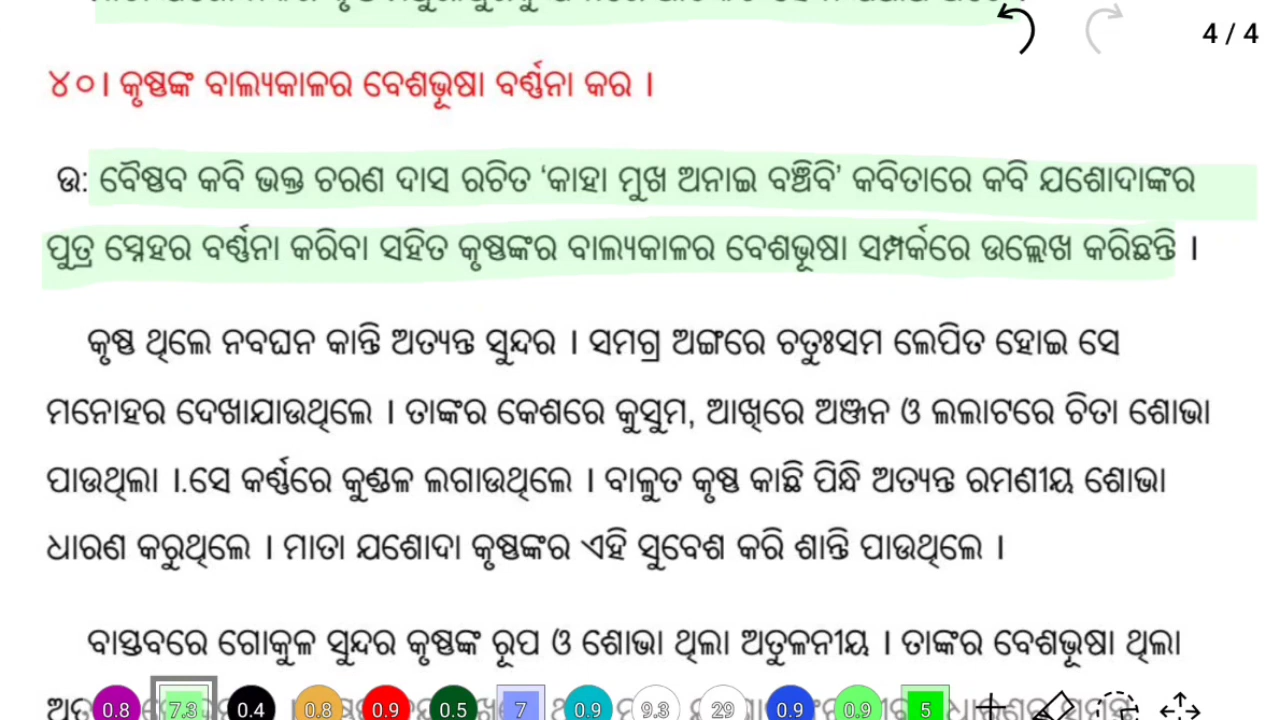 4 / 4
୪୦। କୃଷ୍ଣଙ୍କ ବାଲ୍ୟକାଳର ବେଶଭୂଷା ବର୍ଣ୍ଣନା କର ।
ଉ: ବୈଷ୍ଣବ କବି ଭକ୍ତ ଚରଣ ଦାସ ରଚିତ ‘କାହା ମୁଖ ଅନାଇ ବଞ୍ଚିବି’ କବିତାରେ କବି ଯଶୋଦାଙ୍କର
ପୁତ୍ର ସ୍ନେହର ବର୍ଣ୍ଣନା କରିବା ସହିତ କୃଷ୍ଣଙ୍କର ବାଲ୍ୟକାଳର ବେଶଭୂଷା ସମ୍ପର୍କରେ ଉଲ୍ଲେଖ କରିଛନ୍ତି ।
କୃଷ୍ଣ ଥିଲେ ନବଘନ କାନ୍ତି ଅତ୍ୟନ୍ତ ସୁନ୍ଦର । ସମଗ୍ର ଅଙ୍ଗରେ ଚତୁଃସମ ଲେପିତ ହୋଇ ସେ
ମନୋହର ଦେଖାଯାଉଥିଲେ । ତାଙ୍କର କେଶରେ କୁସୁମ, ଆଖିରେ ଅଞ୍ଜନ ଓ ଲଲାଟରେ ଚିତା ଶୋଭା
ପାଉଥିଲା ।.ସେ କର୍ଣ୍ଣରେ କୁଣ୍ଡଳ ଲଗାଉଥିଲେ । ବାଳୁତ କୃଷ୍ଣ କାଛି ପିନ୍ଧି ଅତ୍ୟନ୍ତ ରମଣୀୟ ଶୋଭା
ଧାରଣ କରୁଥିଲେ । ମାତା ଯଶୋଦା କୃଷ୍ଣଙ୍କର ଏହି ସୁବେଶ କରି ଶାନ୍ତି ପାଉଥିଲେ ।
ବାସ୍ତବରେ ଗୋକୁଳ ସୁନ୍ଦର କୃଷ୍ଣଙ୍କ ରୂପ ଓ ଶୋଭା ଥିଲା ଅତୁଳନୀୟ । ତାଙ୍କର ବେଶଭୂଷା ଥିଲା
0.8 7.3 0.4 0.8 0.9 0.5 7 0.9 9.3 29 0.9 0.9 5